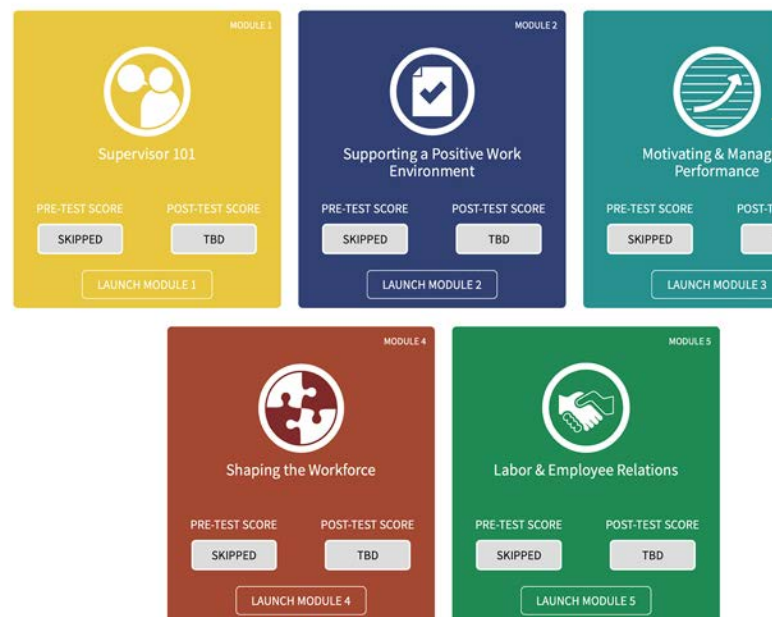 MODULE 1
Supervisor 101
PRE-TEST SCORE POST-TEST SCORE
SKIPPED TBD
LAUNCH MODULE 1
MODULE 2
Supporting a Positive Work
Environment
PRE-TEST SCORE POST-TEST SCORE
SKIPPED TBD
LAUNCH MODULE 2
Motivating & Manag
Performance
PRE-TEST SCORE POST-T
SKIPPED
LAUNCH MODULE 3
MODULE 4
Shaping the Workforce
PRE-TEST SCORE POST-TEST SCORE
SKIPPED TBD
LAUNCH MODULE 4
MODULE 5
Labor & Employee Relations
PRE-TEST SCORE POST-TEST SCORE
SKIPPED TBD
LAUNCH MODULE 5